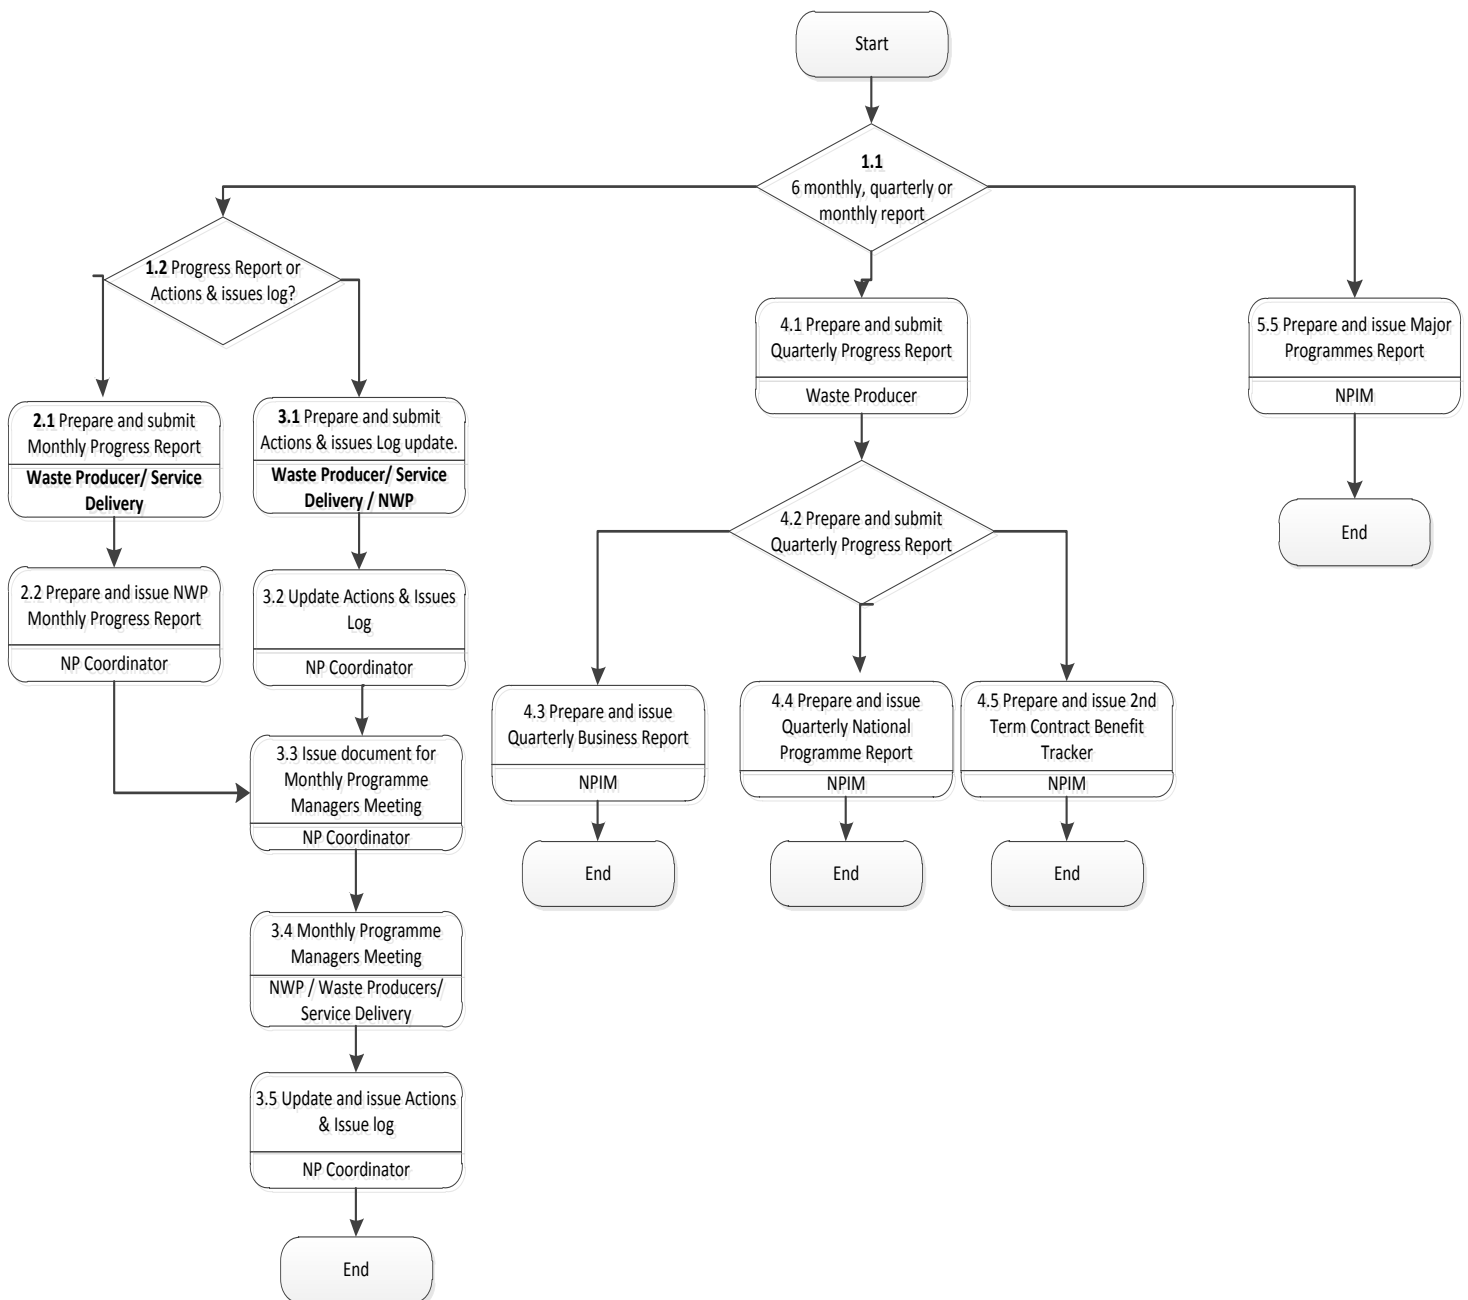 Start
1.1
6 monthly, quarterly or
monthly report
1.2 Progress Report or
Actions & issues log?
2.1 Prepare and submit
Monthly Progress Report
Waste Producer/ Service
Delivery
3.1 Prepare and submit
Actions & issues Log update.
Waste Producer/ Service
Delivery / NWP
2.2 Prepare and issue NWP
Monthly Progress Report
NP Coordinator
3.2 Update Actions & Issues
Log
NP Coordinator
3.3 Issue document for
Monthly Programme
Managers Meeting
NP Coordinator
3.4 Monthly Programme
Managers Meeting
NWP / Waste Producers/
Service Delivery
3.5 Update and issue Actions
& Issue log
NP Coordinator
End
4.1 Prepare and submit
Quarterly Progress Report
Waste Producer
4.2 Prepare and submit
Quarterly Progress Report
4.3 Prepare and issue
Quarterly Business Report
NPIM
End
4.4 Prepare and issue
Quarterly National
Programme Report
NPIM
End
4.5 Prepare and issue 2nd
Term Contract Benefit
Tracker
NPIM
End
5.5 Prepare and issue Major
Programmes Report
NPIM
End